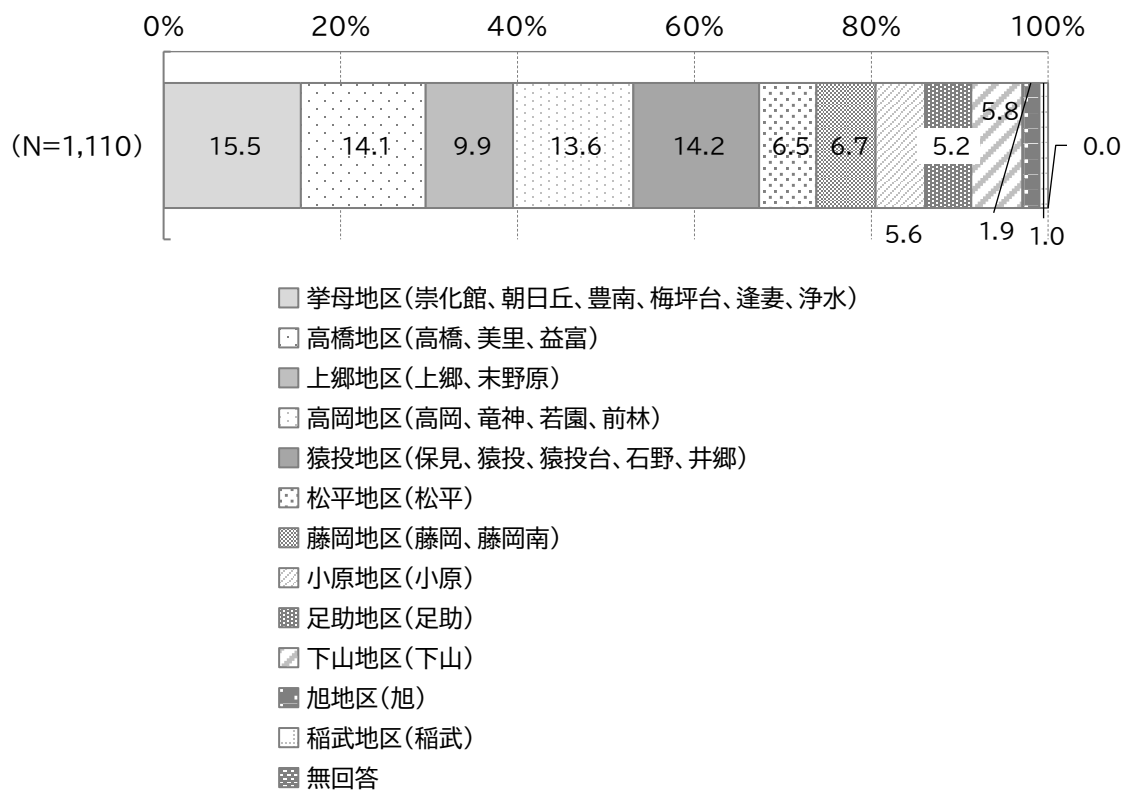 0% 20% 40% 60% 80% 100%
(N=1,110) 15.5 14.1 9.9 13.6 14.2 6.5 6.7 5.2 5.8 0.0
5.6 1.9 1.0
挙母地区(崇化館、朝日丘、豊南、梅坪台、逢妻、浄水)
高橋地区(高橋、美里、益富)
上郷地区(上郷、末野原)
高岡地区(高岡、竜神、若園、前林)
猿投地区(保見、猿投、猿投台、石野、井郷)
松平地区(松平)
藤岡地区(藤岡、藤岡南)
小原地区(小原)
足助地区(足助)
下山地区(下山)
旭地区(旭)
稲武地区(稲武)
無回答